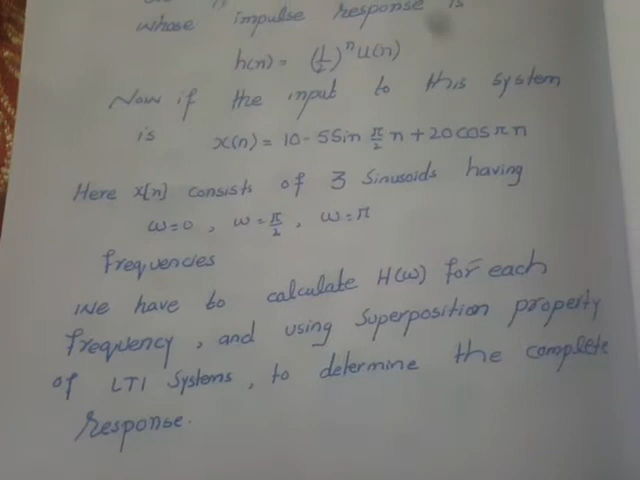 whose impulse response is
h(n) = (1/2)^n u(n)
Now if the input to this system
is x(n) = 10 - 5 Sin π/2 n + 20 cos π n
Here x[n] consists of 3 Sinusoids having
ω=0, ω=π/2, ω=π
frequencies
We have to calculate H(ω) for each
frequency, and using Superposition property
of LTI Systems, to determine the complete
Response.